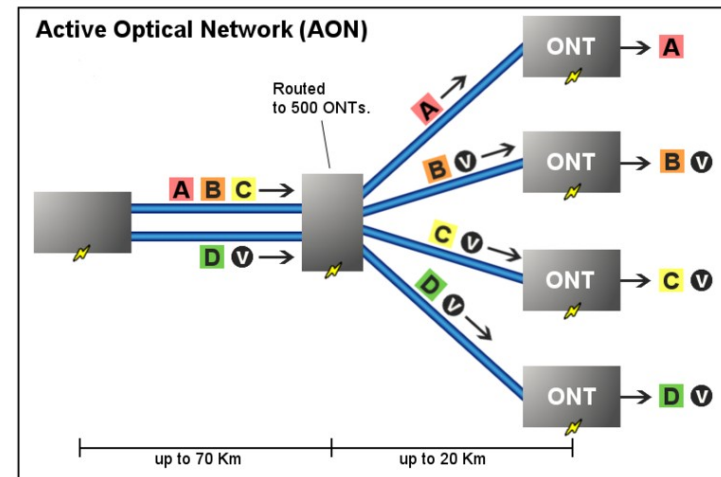 Active Optical Network (AON)
Routed
to 500 ONTs.
A B C
D V
A
B V
C V
D V
ONT
A
ONT
B V
ONT
C V
ONT
D V
up to 70 Km
up to 20 Km